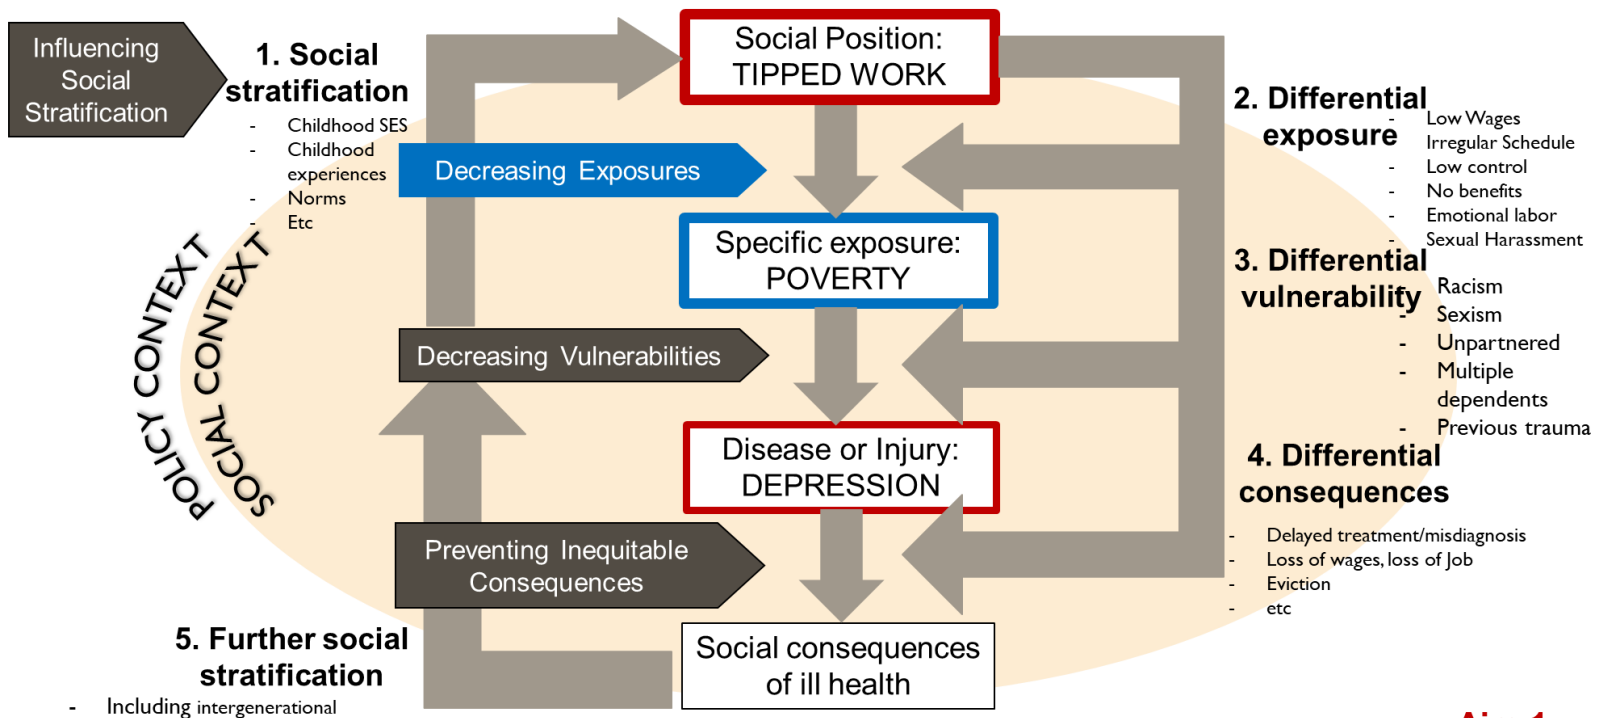 Influencing
Social
Stratification
1. Social
stratification
- Childhood SES
- Childhood
experiences
- Norms
- Etc
Social Position:
TIPPED WORK
Decreasing Exposures
Specific exposure:
POVERTY
Decreasing Vulnerabilities
Disease or Injury:
DEPRESSION
Preventing Inequitable
Consequences
Social consequences
of ill health
POLICY CONTEXT
SOCIAL CONTEXT
2. Differential
exposure
- Low Wages
- Irregular Schedule
- Low control
- No benefits
- Emotional labor
- Sexual Harassment
3. Differential
vulnerability
- Racism
- Sexism
- Unpartnered
- Multiple
dependents
- Previous trauma
4. Differential
consequences
- Delayed treatment/misdiagnosis
- Loss of wages, loss of Job
- Eviction
- etc
5. Further social
stratification
- Including intergenerational